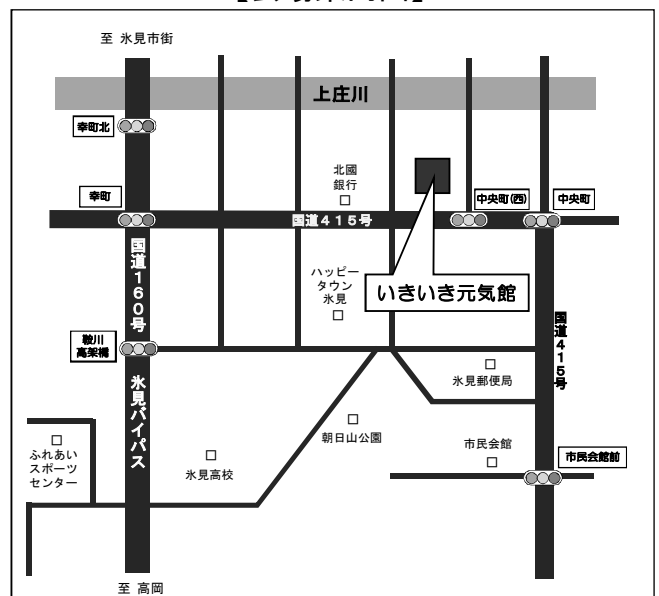 至 氷見市街
上庄川
幸町北
北國
銀行
幸町
中央町(西)
中央町
国道415号
国道160号
ハッピー
タウン
氷見
いきいき元気館
国道415号
鞍川
高架橋
氷見バイパス
氷見郵便局
ふれあい
スポーツ
センター
氷見高校
朝日山公園
市民会館
市民会館前
至 高岡